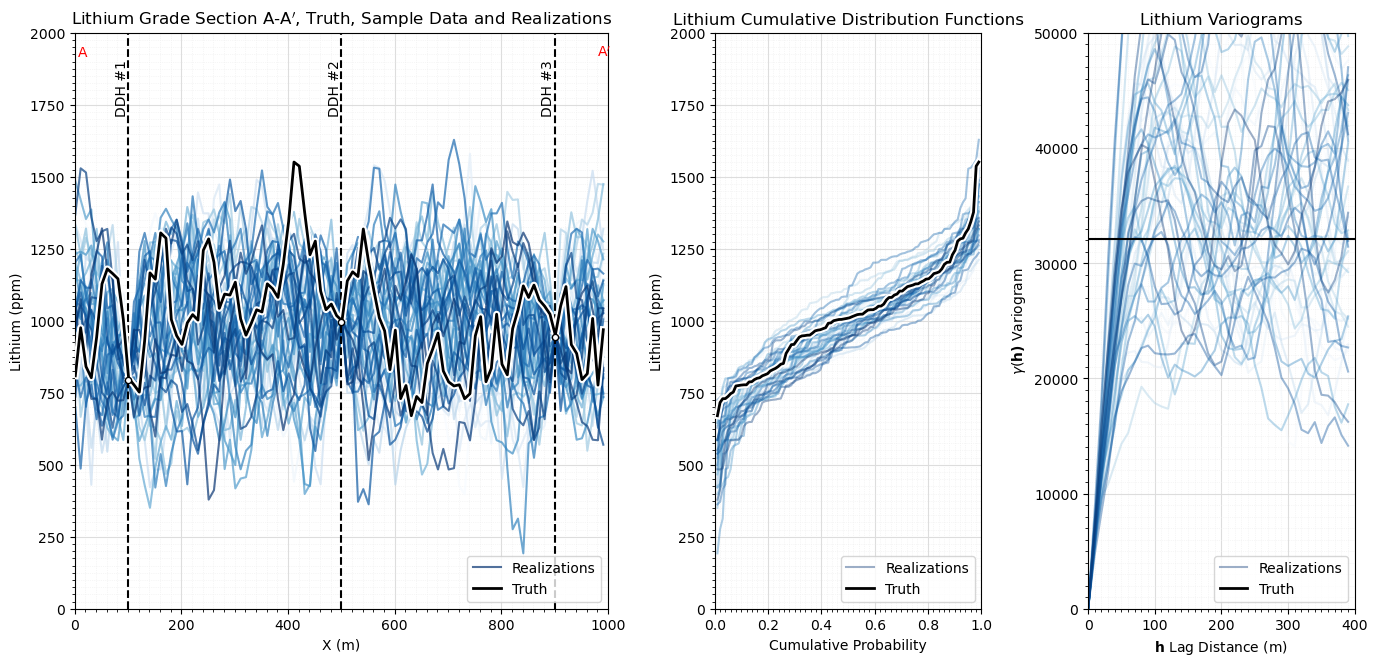 Lithium Grade Section A-A′, Truth, Sample Data and Realizations
A
A
DDH #1
DDH #2
DDH #3
Lithium (ppm)
2000
1750
1500
1250
1000
750
500
250
0
Realizations
Truth
0 200 400 600 800 1000
X (m)
Lithium Cumulative Distribution Functions
Lithium (ppm)
2000
1750
1500
1250
1000
750
500
250
0
Realizations
Truth
0.0 0.2 0.4 0.6 0.8 1.0
Cumulative Probability
Lithium Variograms
γ(h) Variogram
50000
40000
30000
20000
10000
0
Realizations
Truth
0 100 200 300 400
h Lag Distance (m)